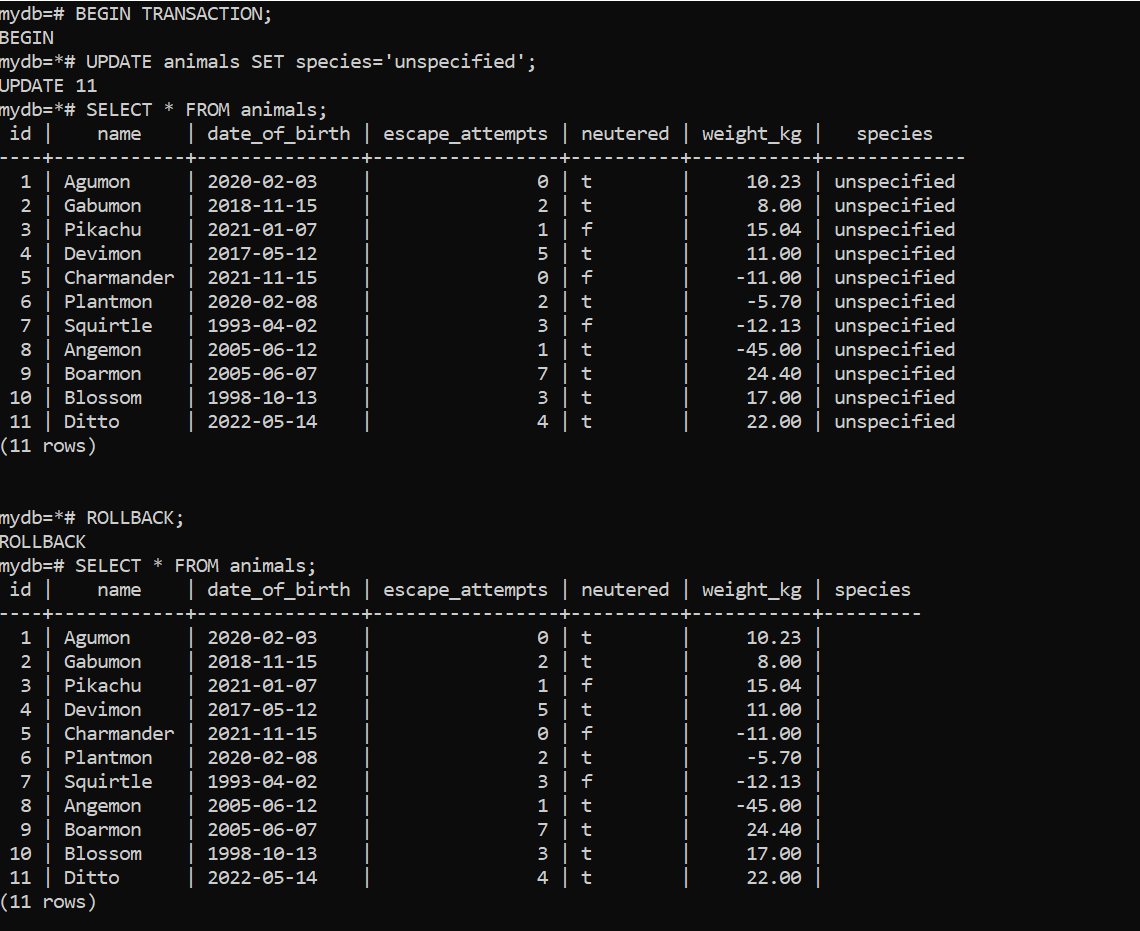 mydb=# BEGIN TRANSACTION;
BEGIN
mydb=*# UPDATE animals SET species='unspecified';
UPDATE 11
mydb=*# SELECT * FROM animals;
 id |    name    | date_of_birth | escape_attempts | neutered | weight_kg |   species
----+------------+---------------+-----------------+----------+-----------+-------------
  1 | Agumon     | 2020-02-03    |               0 | t        |     10.23 | unspecified
  2 | Gabumon    | 2018-11-15    |               2 | t        |      8.00 | unspecified
  3 | Pikachu    | 2021-01-07    |               1 | f        |     15.04 | unspecified
  4 | Devimon    | 2017-05-12    |               5 | t        |     11.00 | unspecified
  5 | Charmander | 2021-11-15    |               0 | f        |    -11.00 | unspecified
  6 | Plantmon   | 2020-02-08    |               2 | t        |     -5.70 | unspecified
  7 | Squirtle   | 1993-04-02    |               3 | f        |    -12.13 | unspecified
  8 | Angemon    | 2005-06-12    |               1 | t        |    -45.00 | unspecified
  9 | Boarmon    | 2005-06-07    |               7 | t        |     24.40 | unspecified
 10 | Blossom    | 1998-10-13    |               3 | t        |     17.00 | unspecified
 11 | Ditto      | 2022-05-14    |               4 | t        |     22.00 | unspecified
(11 rows)
mydb=*# ROLLBACK;
ROLLBACK
mydb=# SELECT * FROM animals;
 id |    name    | date_of_birth | escape_attempts | neutered | weight_kg | species
----+------------+---------------+-----------------+----------+-----------+---------
  1 | Agumon     | 2020-02-03    |               0 | t        |     10.23 |
  2 | Gabumon    | 2018-11-15    |               2 | t        |      8.00 |
  3 | Pikachu    | 2021-01-07    |               1 | f        |     15.04 |
  4 | Devimon    | 2017-05-12    |               5 | t        |     11.00 |
  5 | Charmander | 2021-11-15    |               0 | f        |    -11.00 |
  6 | Plantmon   | 2020-02-08    |               2 | t        |     -5.70 |
  7 | Squirtle   | 1993-04-02    |               3 | f        |    -12.13 |
  8 | Angemon    | 2005-06-12    |               1 | t        |    -45.00 |
  9 | Boarmon    | 2005-06-07    |               7 | t        |     24.40 |
 10 | Blossom    | 1998-10-13    |               3 | t        |     17.00 |
 11 | Ditto      | 2022-05-14    |               4 | t        |     22.00 |
(11 rows)